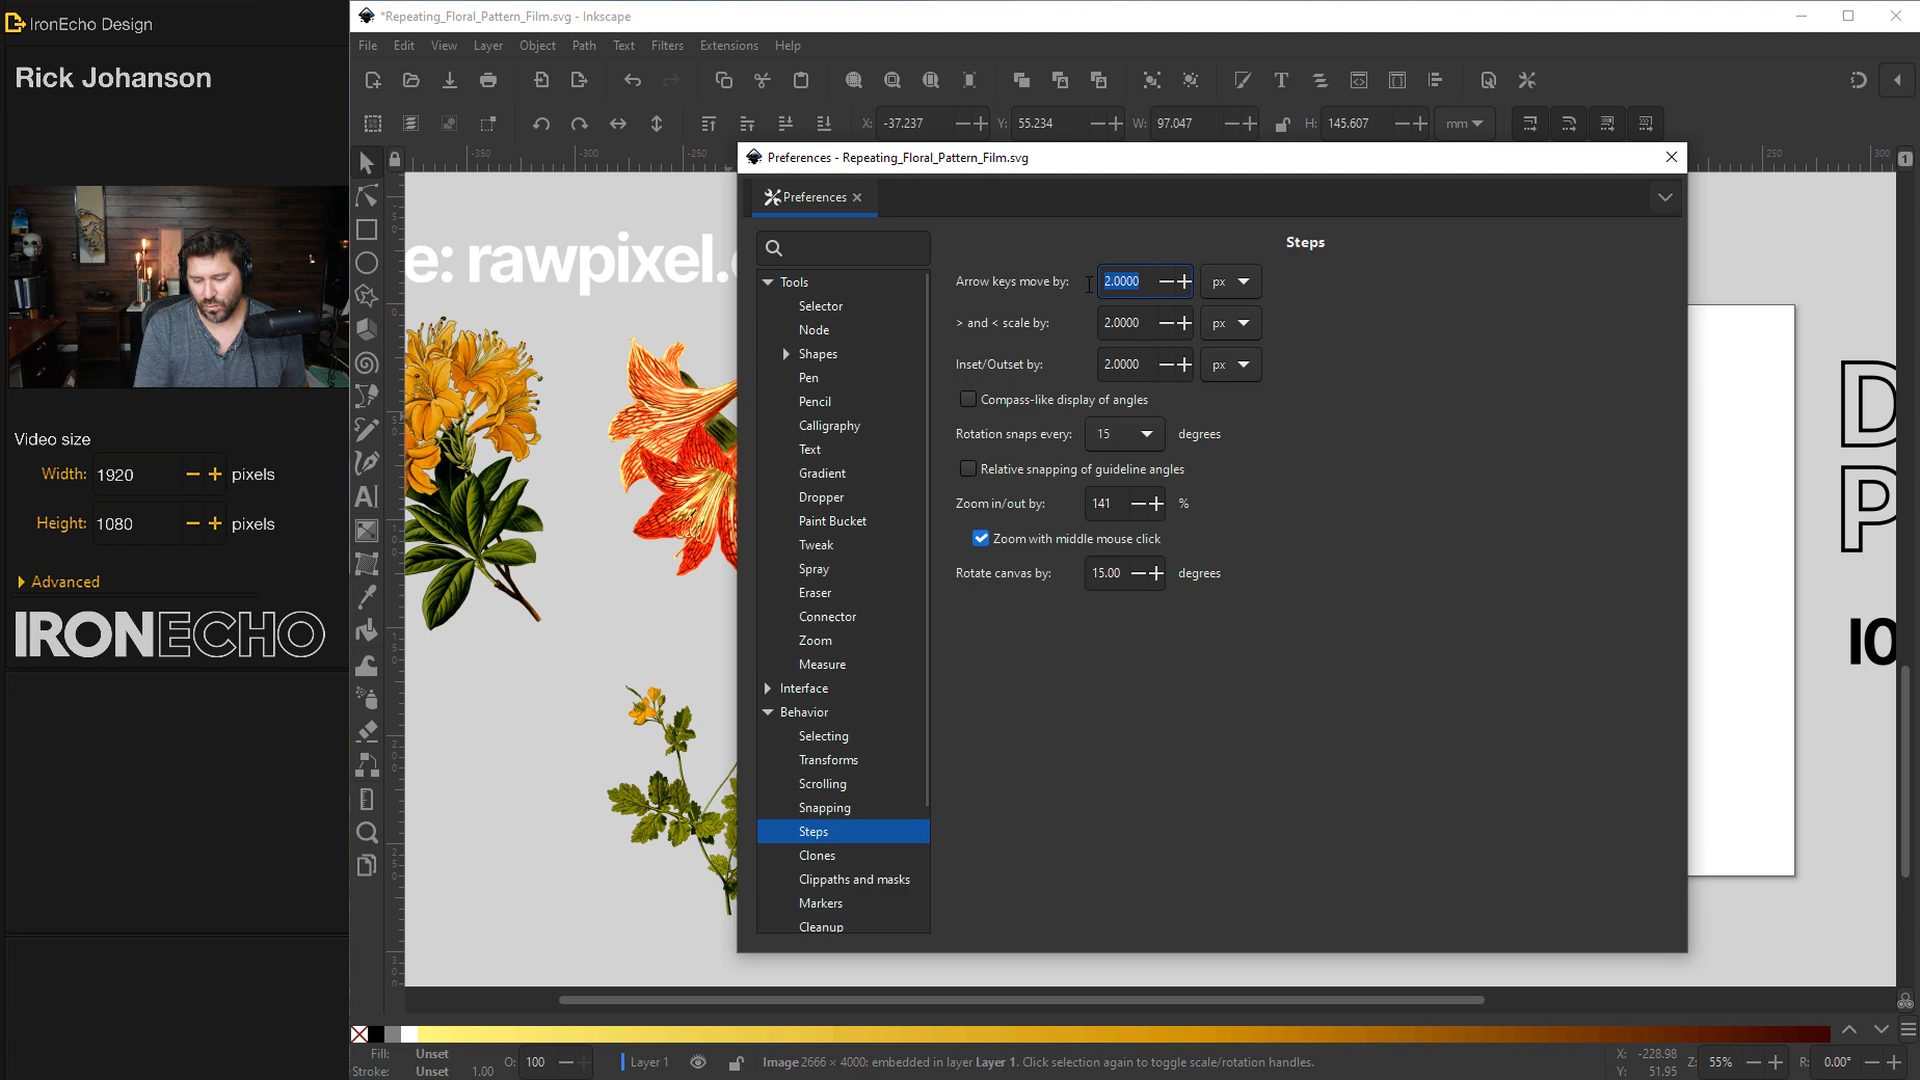 IronEcho Design
Rick Johanson
Video size
Width: 1920 pixels
Height: 1080 pixels
Advanced
IRONECHO
*Repeating_Floral_Pattern_Film.svg - Inkscape
File Edit View Layer Object Path Text Filters Extensions Help
X: -37.237 Y: 55.234 W: 97.047 H: 145.607 mm
-350 -300 -250 250 300
1
e: rawpixel.
Preferences - Repeating_Floral_Pattern_Film.svg
Preferences
Tools
Selector
Node
Shapes
Pen
Pencil
Calligraphy
Text
Gradient
Dropper
Paint Bucket
Tweak
Spray
Eraser
Connector
Zoom
Measure
Interface
Behavior
Selecting
Transforms
Scrolling
Snapping
Steps
Clones
Clippaths and masks
Markers
Cleanup
Steps
Arrow keys move by: 2.0000 px
> and < scale by: 2.0000 px
Inset/Outset by: 2.0000 px
Compass-like display of angles
Rotation snaps every: 15 degrees
Relative snapping of guideline angles
Zoom in/out by: 141 %
Zoom with middle mouse click
Rotate canvas by: 15.00 degrees
D
P
10
Fill: Unset
Stroke: Unset 1.00
O: 100
Layer 1
Image 2666 × 4000: embedded in layer Layer 1. Click selection again to toggle scale/rotation handles.
X: -228.98
Y: 51.95
Z: 55%
R: 0.00°